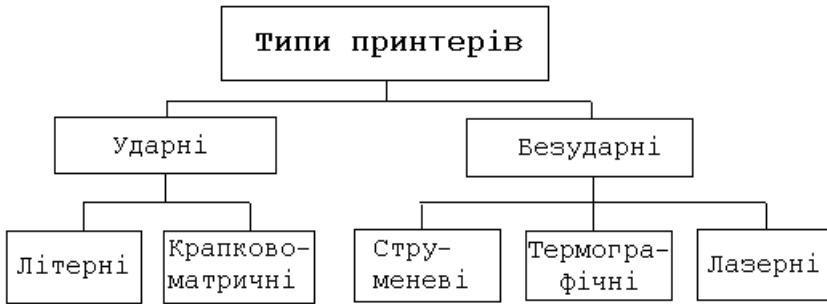 Типи принтерів
Ударні
Безударні
Літерні
Крапково-
матричні
Стру-
меневі
Термогра-
фічні
Лазерні